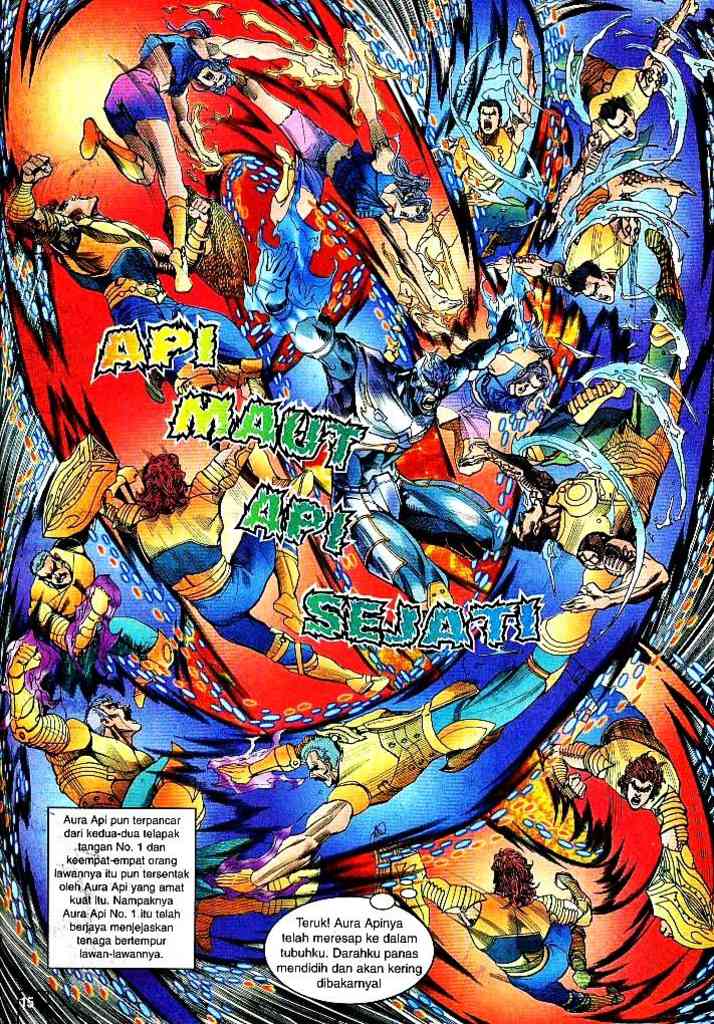 API
MAUT
API
SEJATI
Aura Api pun terpancar
dari kedua-dua telapak
tangan No. 1 dan
keempat-empat orang
lawannya itu pun tersentak
oleh Aura Api yang amat
kuat itu. Nampaknya
Aura Api No. 1 itu telah
berjaya menjejaskan
tenaga bertempur
lawan-lawannya.
Teruk! Aura Apinya
telah meresap ke dalam
tubuhku. Darahku panas
mendidih dan akan kering
dibakarnya!
15